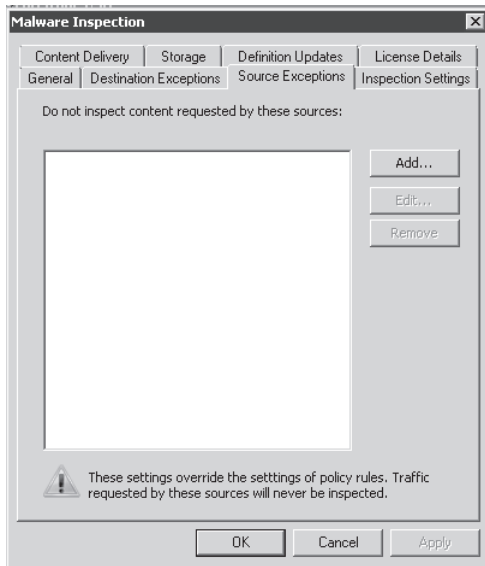 Malware Inspection
Content Delivery Storage Definition Updates License Details
General Destination Exceptions Source Exceptions Inspection Settings
Do not inspect content requested by these sources:
Add...
Edit...
Remove
These settings override the setttings of policy rules. Traffic
requested by these sources will never be inspected.
OK Cancel Apply